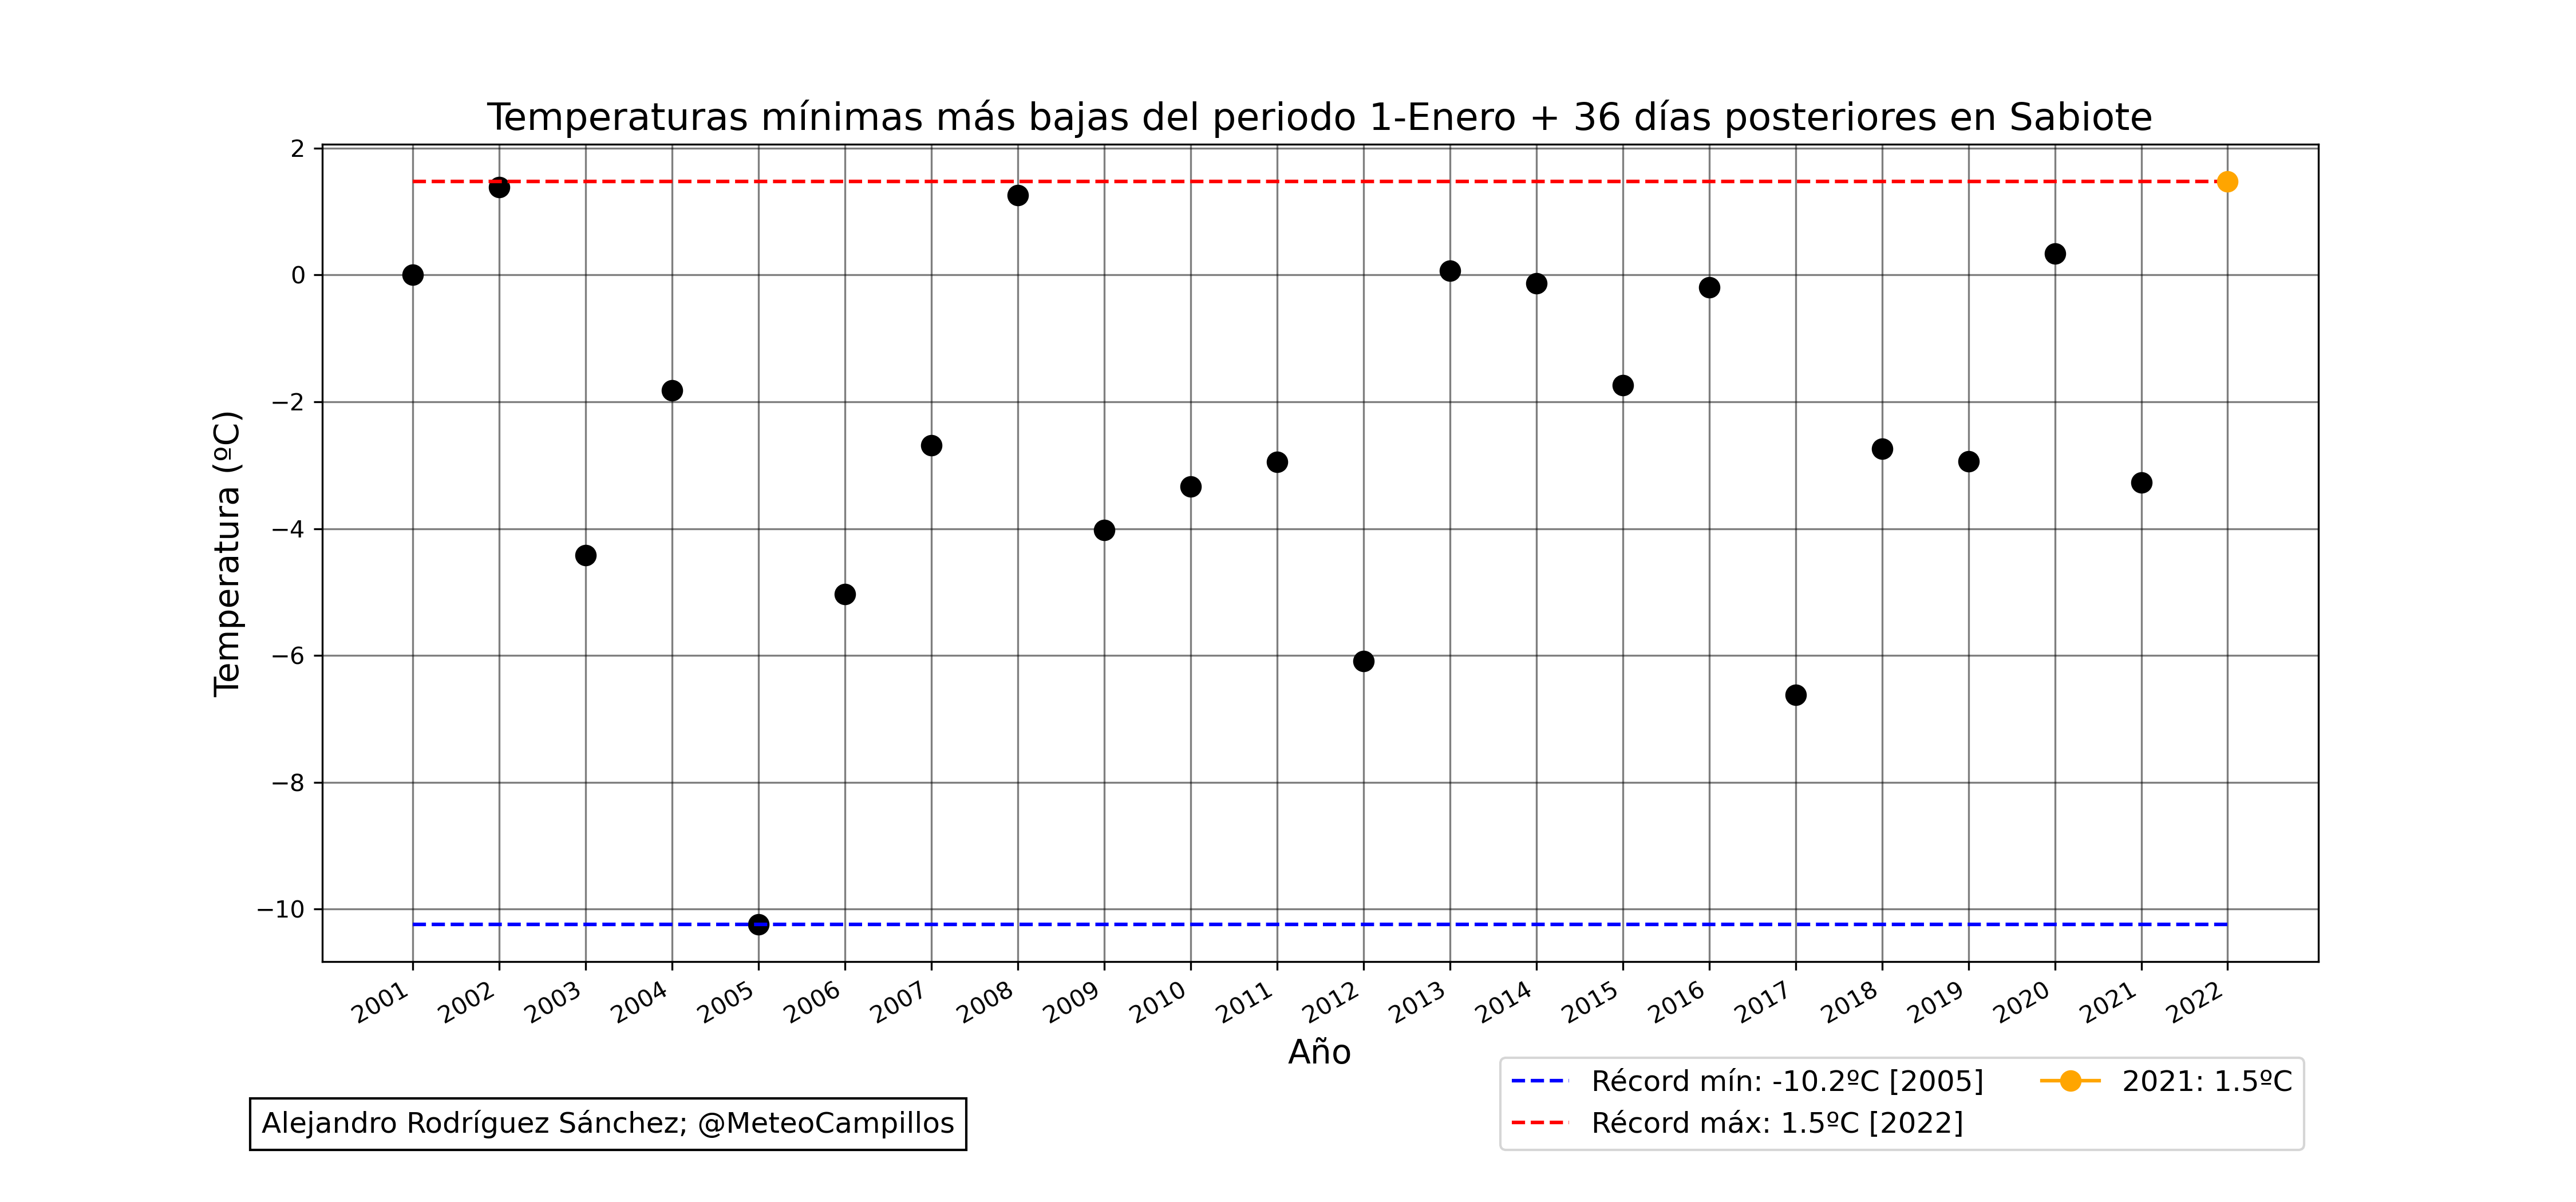 Temperaturas mínimas más bajas del periodo 1-Enero + 36 días posteriores en Sabiote
Temperatura (ºC)
2
0
−2
−4
−6
−8
−10
2001 2002 2003 2004 2005 2006 2007 2008 2009 2010 2011 2012 2013 2014 2015 2016 2017 2018 2019 2020 2021 2022
Año
Récord mín: -10.2ºC [2005]
Récord máx: 1.5ºC [2022]
2021: 1.5ºC
Alejandro Rodríguez Sánchez; @MeteoCampillos